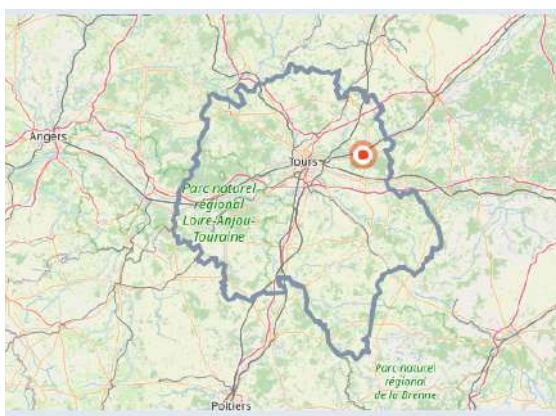 Angers
Tours
Parc naturel
régional
Loire-Anjou-
Touraine
Parc naturel
régional
de la Brenne
Poitiers